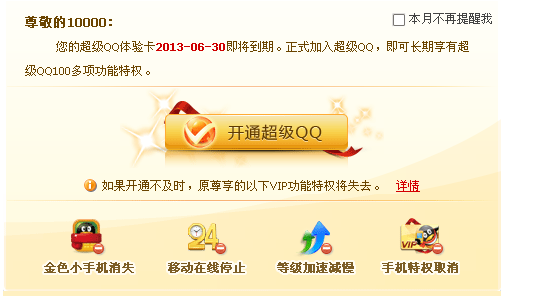 尊敬的10000：
本月不再提醒我
您的超级QQ体验卡2013-06-30即将到期。正式加入超级QQ，即可长期享有超
级QQ100多项功能特权。
开通超级QQ
如果开通不及时，原尊享的以下VIP功能特权将失去。 详情
24
VIP
金色小手机消失 移动在线停止 等级加速减慢 手机特权取消